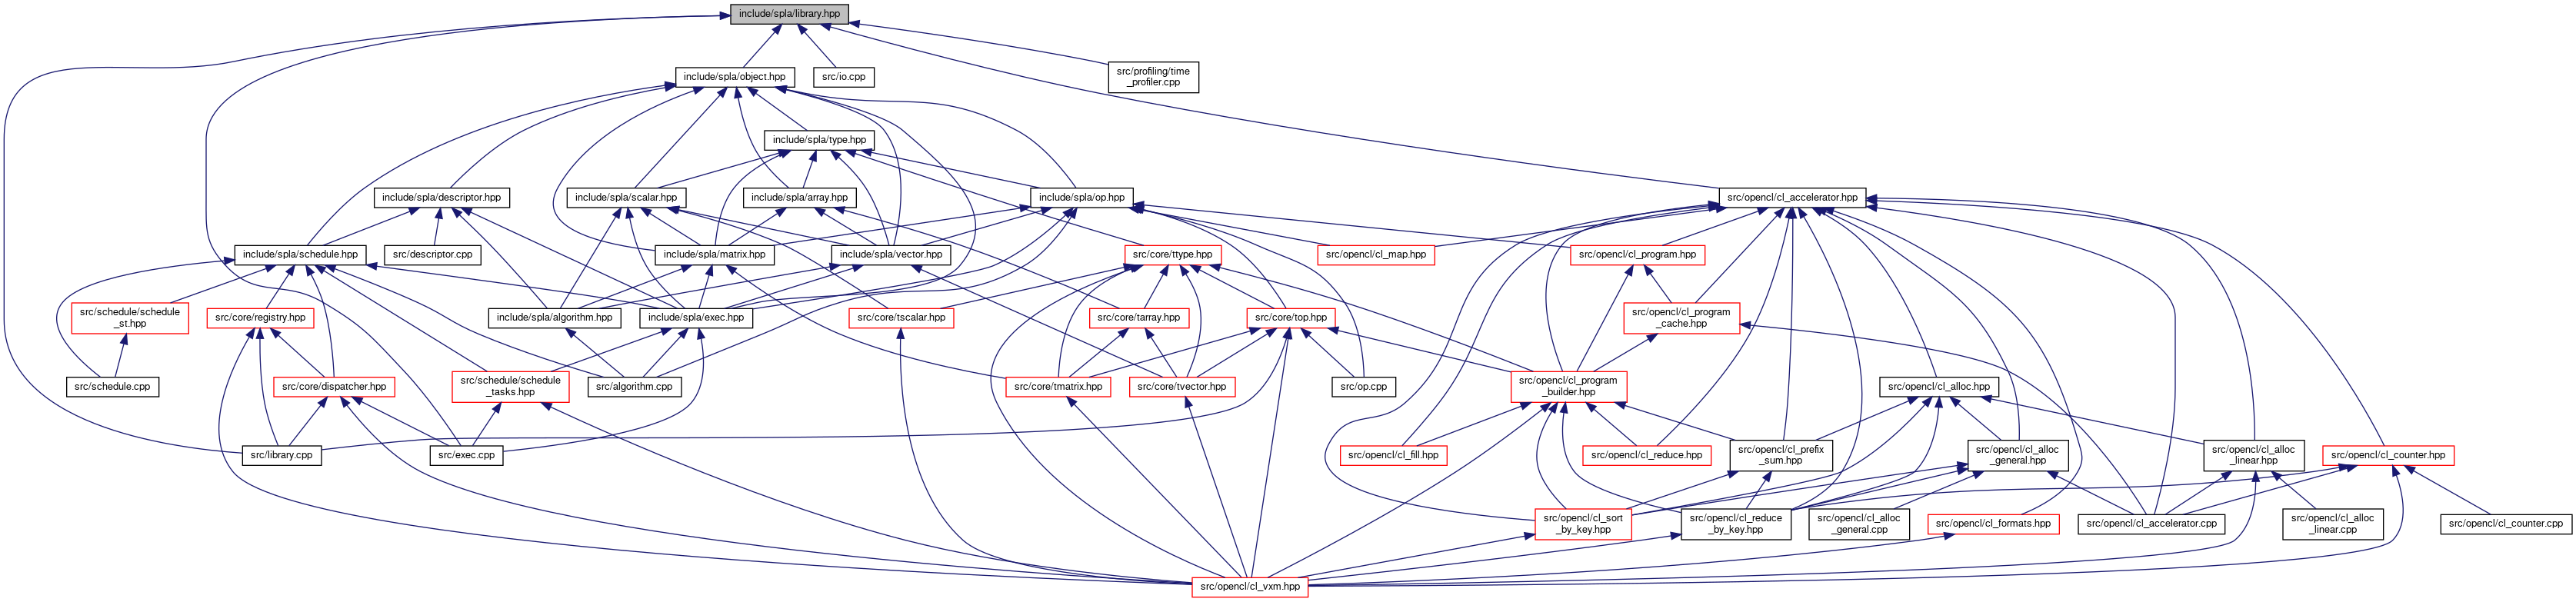 include/spla/library.hpp
include/spla/object.hpp
src/io.cpp
src/profiling/time
_profiler.cpp
include/spla/type.hpp
include/spla/descriptor.hpp
include/spla/scalar.hpp
include/spla/array.hpp
include/spla/op.hpp
src/opencl/cl_accelerator.hpp
include/spla/schedule.hpp
src/descriptor.cpp
include/spla/matrix.hpp
include/spla/vector.hpp
src/core/ttype.hpp
src/opencl/cl_map.hpp
src/opencl/cl_program.hpp
src/schedule/schedule
_st.hpp
src/core/registry.hpp
include/spla/algorithm.hpp
include/spla/exec.hpp
src/core/tscalar.hpp
src/core/tarray.hpp
src/core/top.hpp
src/opencl/cl_program
_cache.hpp
src/schedule.cpp
src/core/dispatcher.hpp
src/schedule/schedule
_tasks.hpp
src/algorithm.cpp
src/core/tmatrix.hpp
src/core/tvector.hpp
src/op.cpp
src/opencl/cl_program
_builder.hpp
src/opencl/cl_alloc.hpp
src/library.cpp
src/exec.cpp
src/opencl/cl_fill.hpp
src/opencl/cl_reduce.hpp
src/opencl/cl_prefix
_sum.hpp
src/opencl/cl_alloc
_general.hpp
src/opencl/cl_alloc
_linear.hpp
src/opencl/cl_counter.hpp
src/opencl/cl_sort
_by_key.hpp
src/opencl/cl_reduce
_by_key.hpp
src/opencl/cl_alloc
_general.cpp
src/opencl/cl_formats.hpp
src/opencl/cl_accelerator.cpp
src/opencl/cl_alloc
_linear.cpp
src/opencl/cl_counter.cpp
src/opencl/cl_vxm.hpp